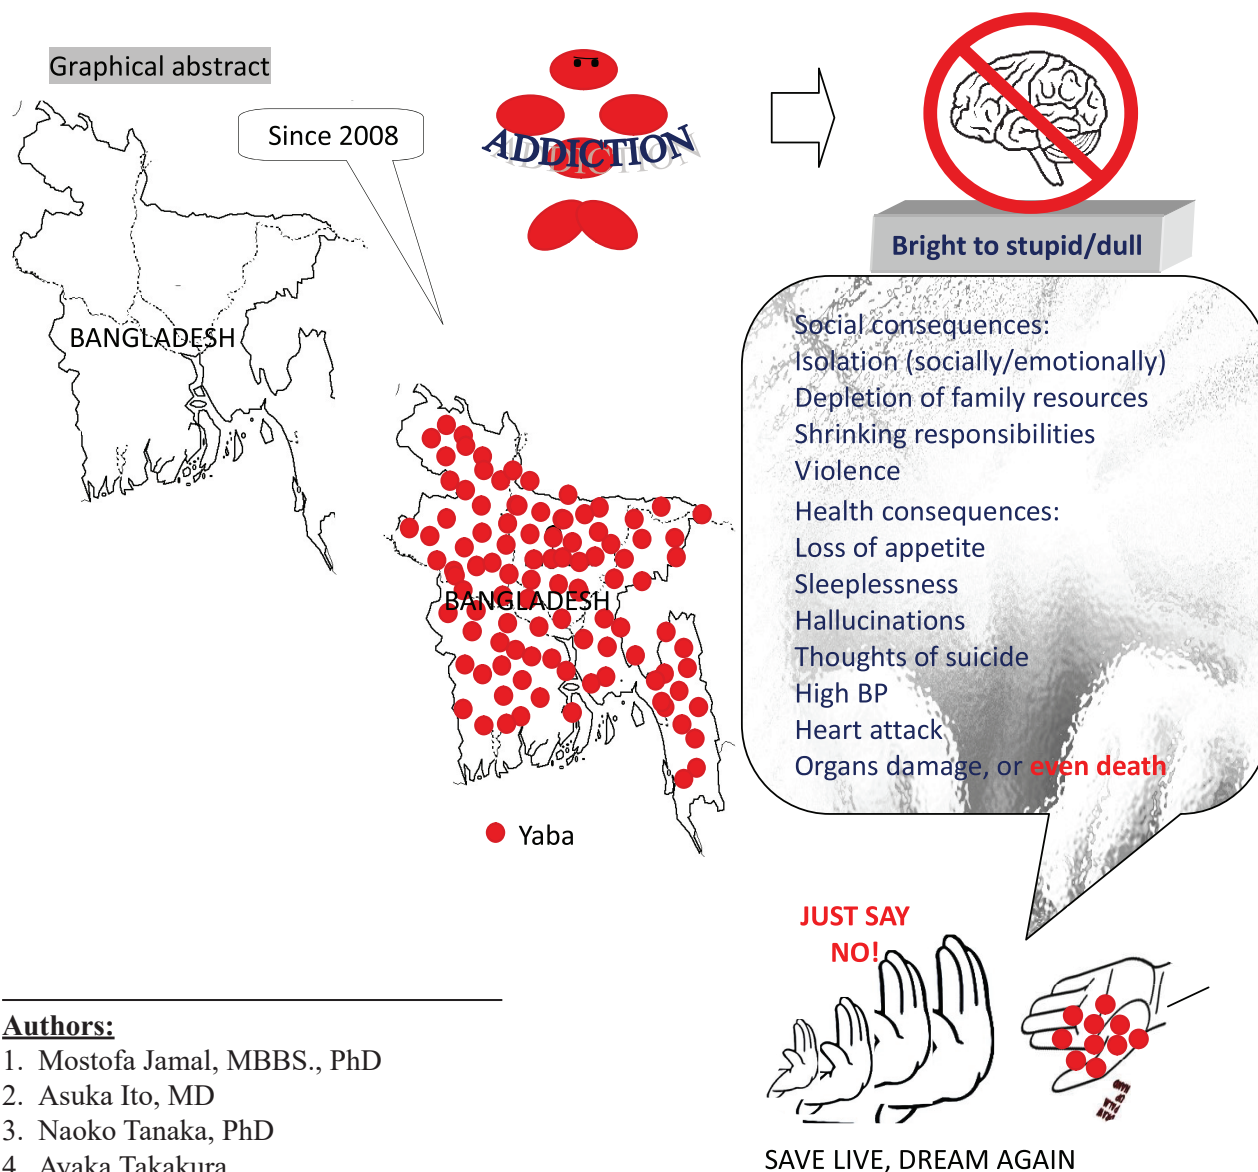 Graphical abstract
Since 2008
ADDICTION
Bright to stupid/dull
BANGLADESH
Social consequences:
Isolation (socially/emotionally)
Depletion of family resources
Shrinking responsibilities
Violence
Health consequences:
Loss of appetite
Sleeplessness
Hallucinations
Thoughts of suicide
High BP
Heart attack
Organs damage, or even death
BANGLADESH
Yaba
JUST SAY
NO!
SAVE LIVE, DREAM AGAIN
Authors:
1. Mostofa Jamal, MBBS., PhD
2. Asuka Ito, MD
3. Naoko Tanaka, PhD
4. Ayaka Takakura